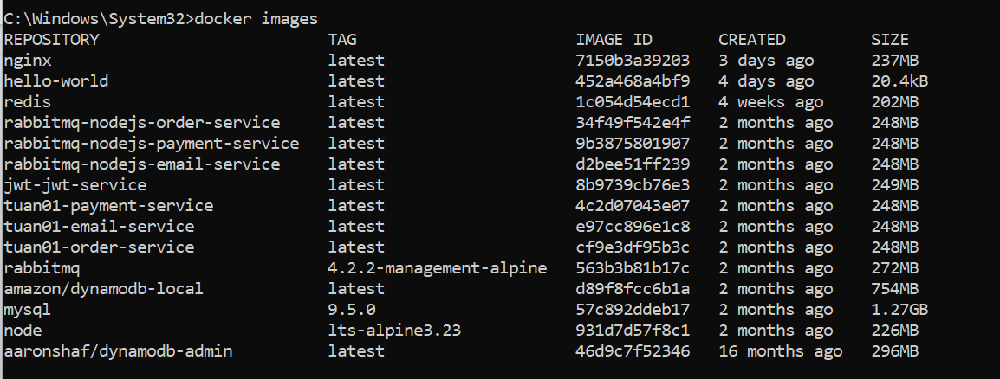 C:\Windows\System32>docker images
REPOSITORY TAG IMAGE ID CREATED SIZE
nginx latest 7150b3a39203 3 days ago 237MB
hello-world latest 452a468a4bf9 4 days ago 20.4kB
redis latest 1c054d54ecd1 4 weeks ago 202MB
rabbitmq-nodejs-order-service latest 34f49f542e4f 2 months ago 248MB
rabbitmq-nodejs-payment-service latest 9b3875801907 2 months ago 248MB
rabbitmq-nodejs-email-service latest d2bee51ff239 2 months ago 248MB
jwt-jwt-service latest 8b9739cb76e3 2 months ago 249MB
tuan01-payment-service latest 4c2d07043e07 2 months ago 248MB
tuan01-email-service latest e97cc896e1c8 2 months ago 248MB
tuan01-order-service latest cf9e3df95b3c 2 months ago 248MB
rabbitmq 4.2.2-management-alpine 563b3b81b17c 2 months ago 272MB
amazon/dynamodb-local latest d89f8fcc6b1a 2 months ago 754MB
mysql 9.5.0 57c892ddeb17 2 months ago 1.27GB
node lts-alpine3.23 931d7d57f8c1 2 months ago 226MB
aaronshaf/dynamodb-admin latest 46d9c7f52346 16 months ago 296MB